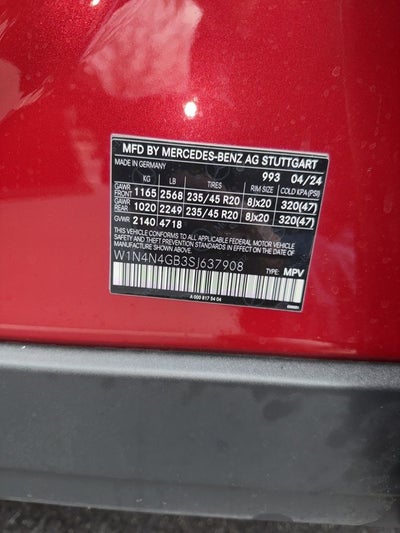 MFD BY MERCEDES-BENZ AG STUTTGART
MADE IN GERMANY 993 04/24
KG LB TIRES RIM SIZE COLD KPA(PSI)
GAWR FRONT 1165 2568 235/45 R20 8Jx20 320(47)
GAWR REAR 1020 2249 235/45 R20 8Jx20 320(47)
GVWR 2140 4718
THIS VEHICLE CONFORMS TO ALL APPLICABLE FEDERAL MOTOR VEHICLE
SAFETY AND THEFT PREVENTION STANDARDS IN EFFECT ON THE DATE OF
MANUFACTURE SHOWN ABOVE.
W1N4N4GB3SJ637908
TYPE: MPV
A 000 817 54 04